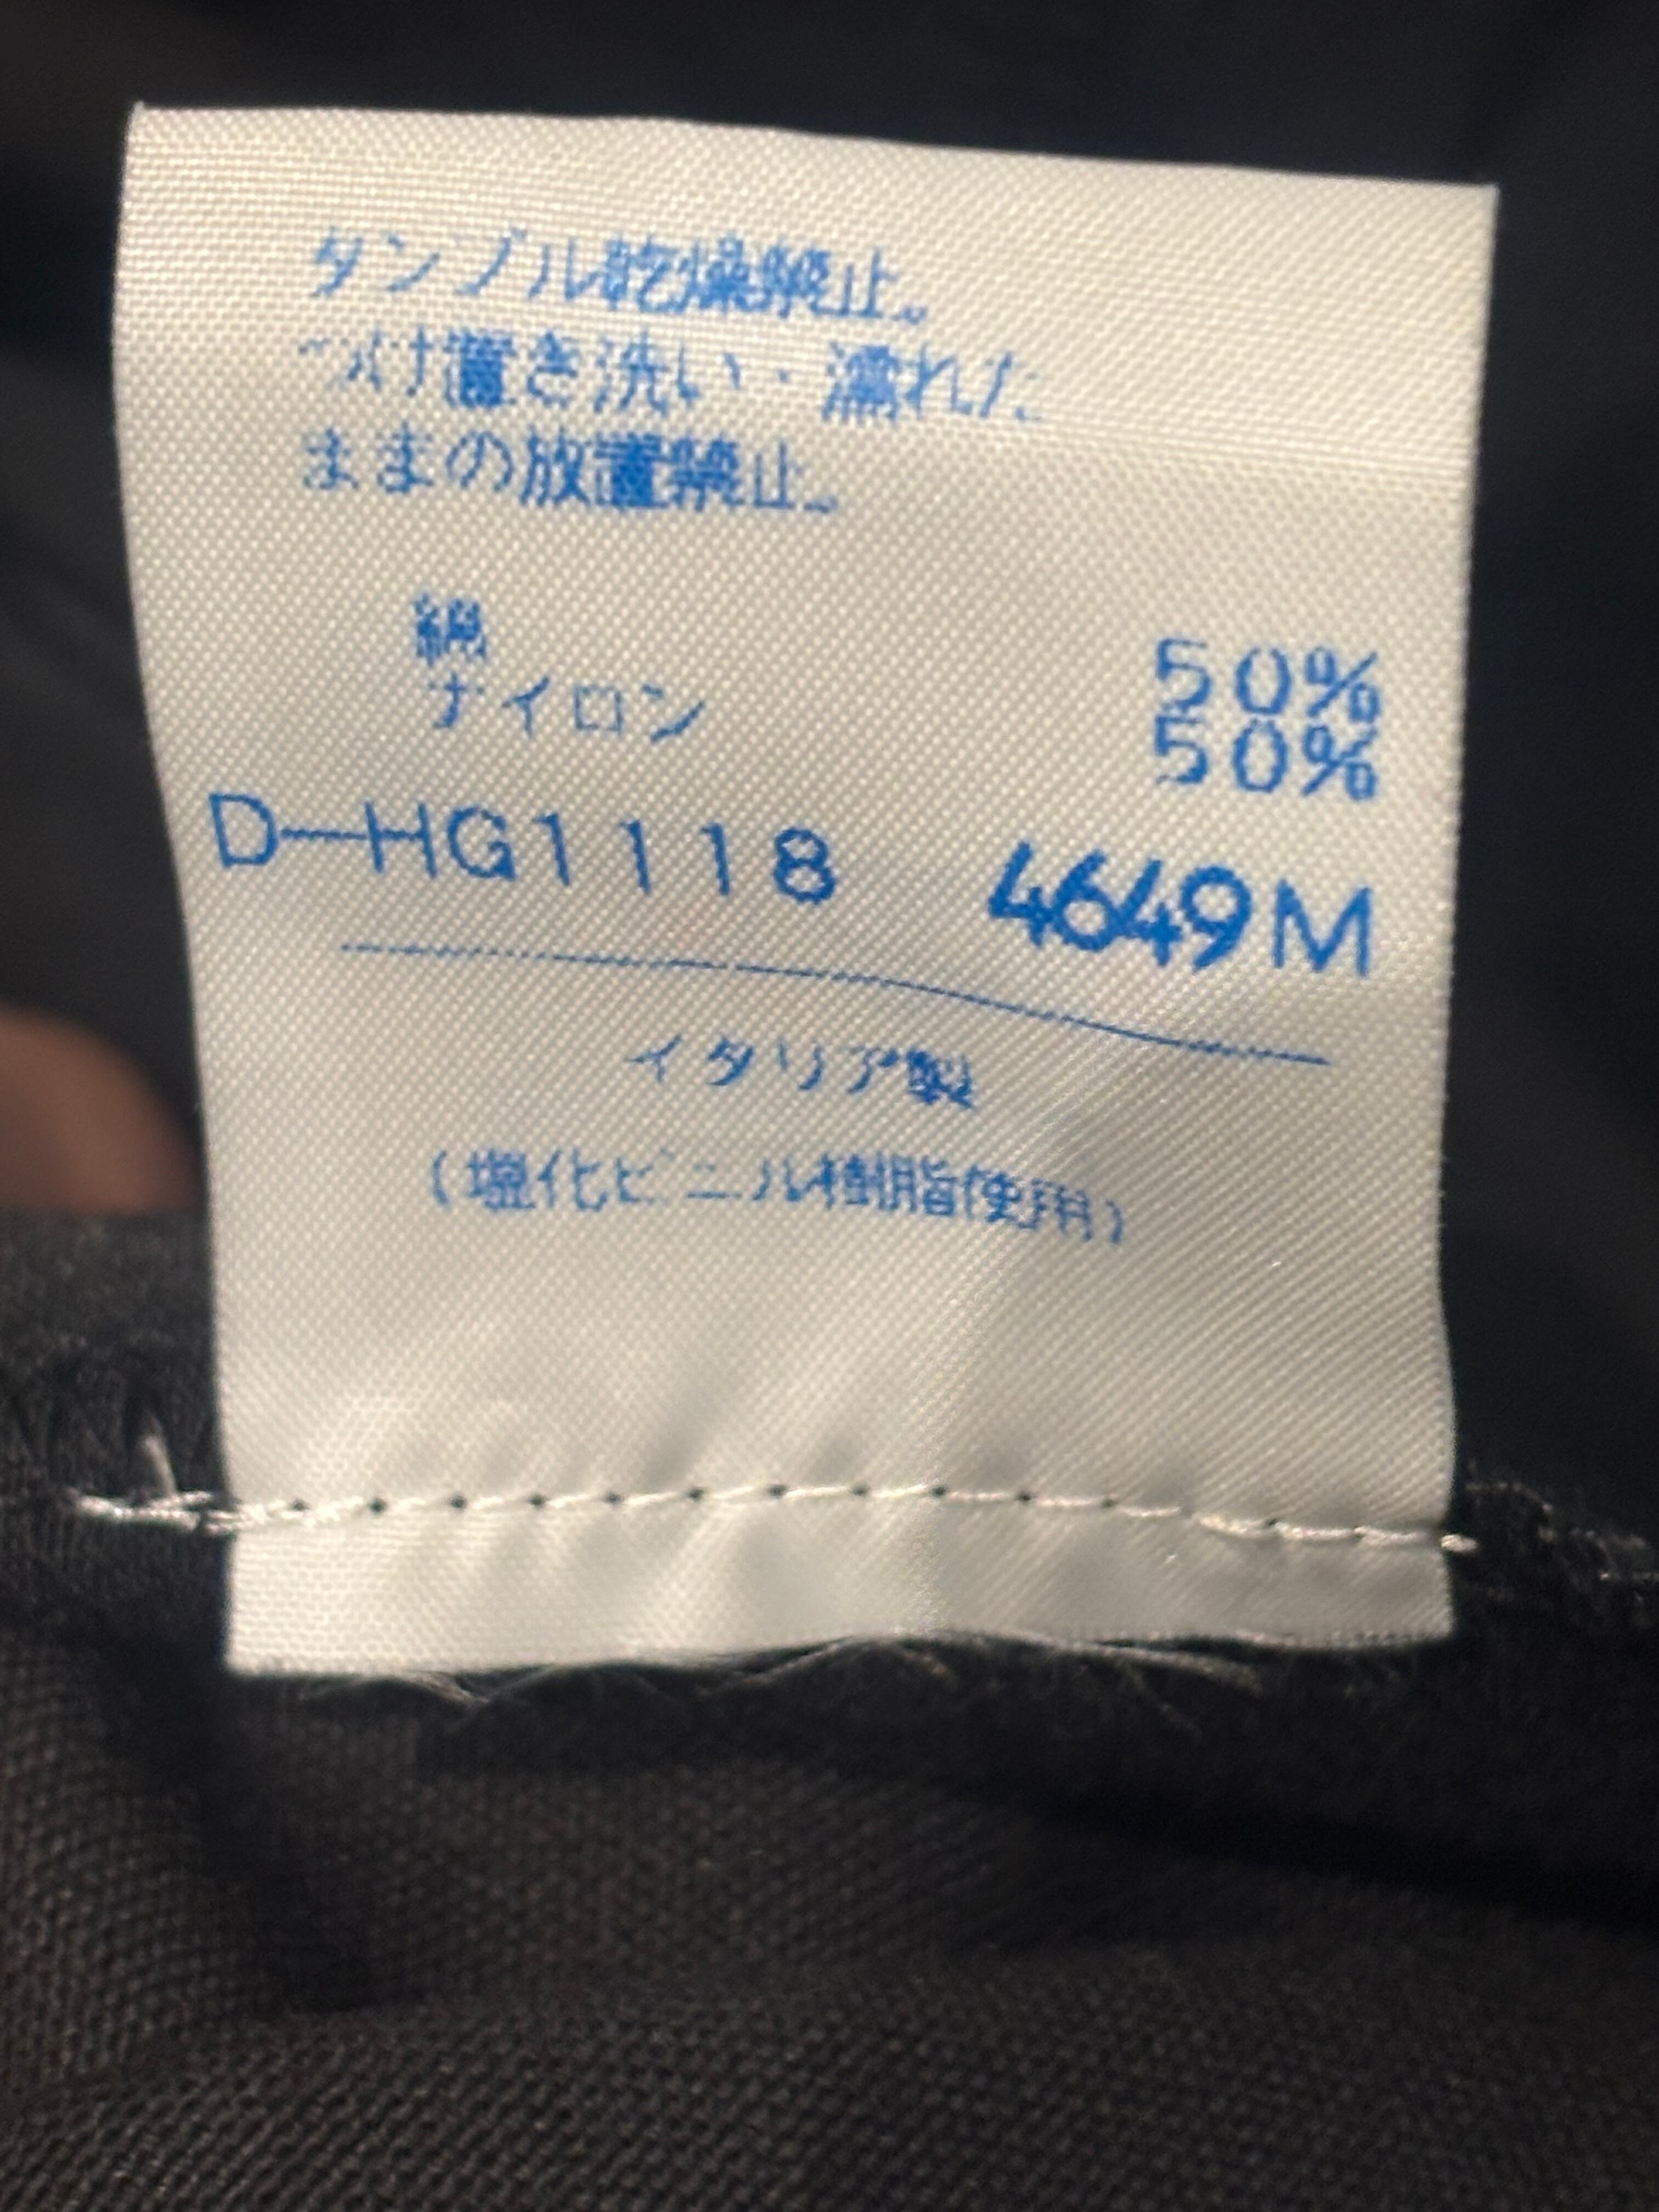 タンブル乾燥禁止。
つけ置き洗い・濡れた
ままの放置禁止。
綿 50%
ナイロン 50%
D-HG1118 4649M
イタリア製
(塩化ビニル樹脂使用)